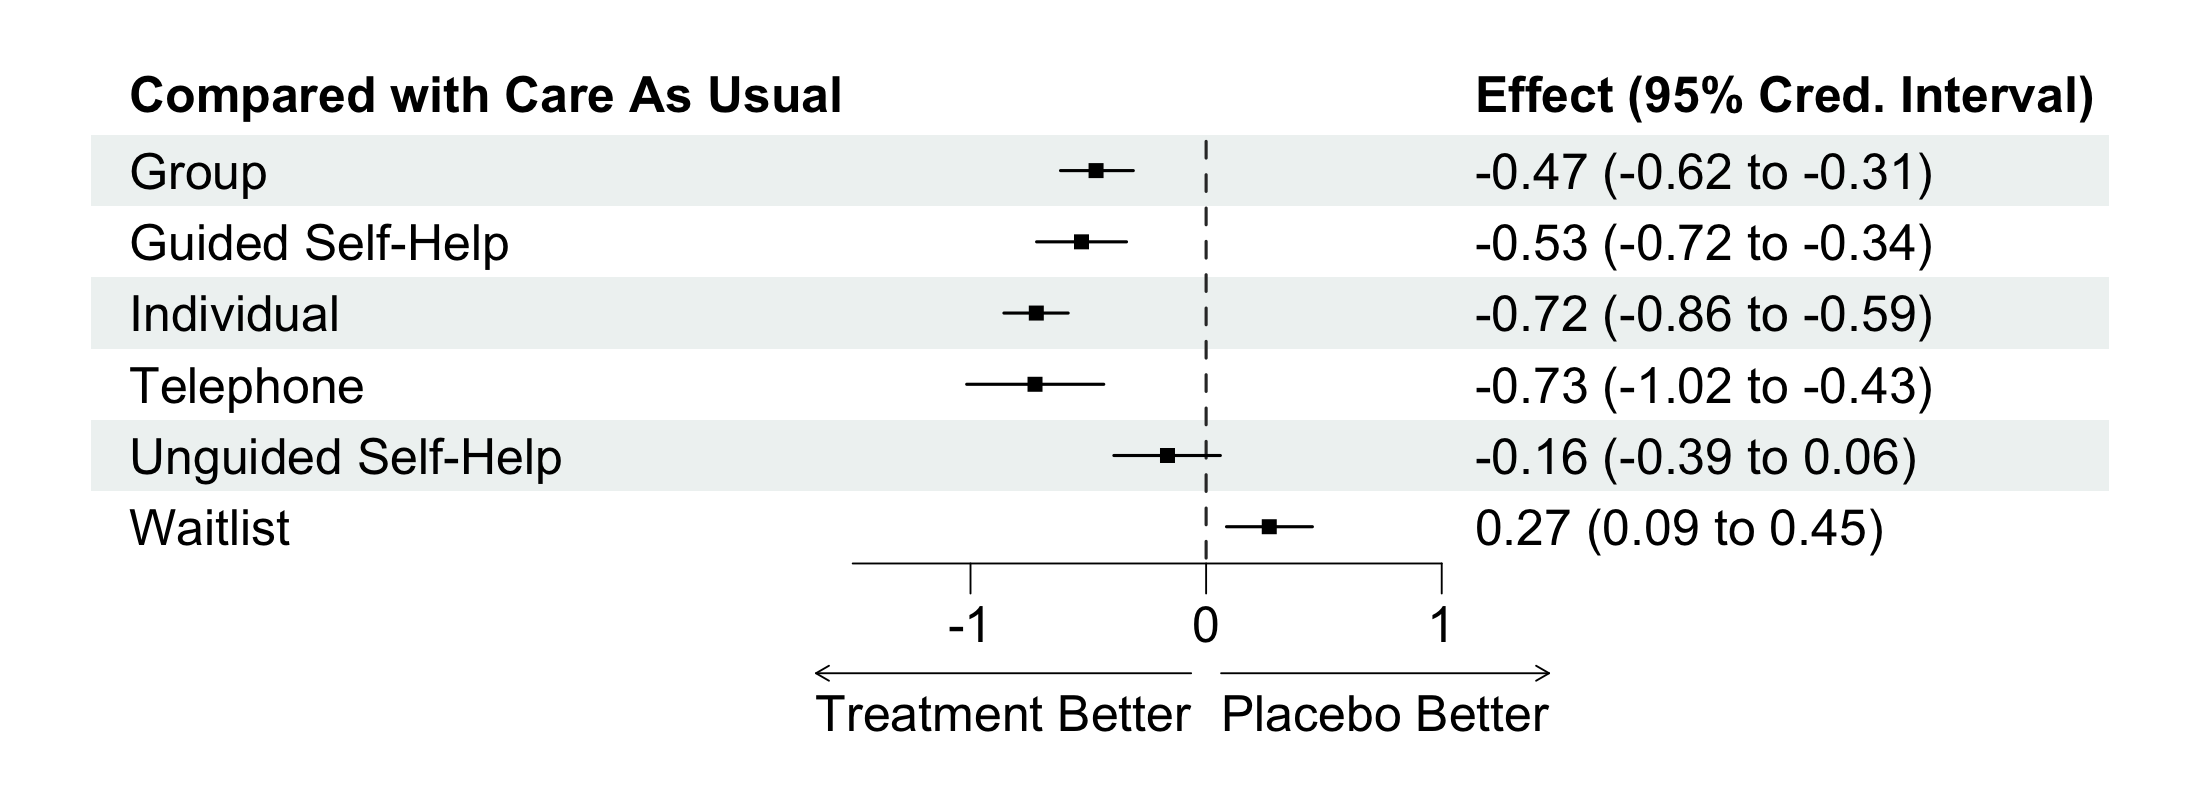 Compared with Care As Usual Effect (95% Cred. Interval)
Group -0.47 (-0.62 to -0.31)
Guided Self-Help -0.53 (-0.72 to -0.34)
Individual -0.72 (-0.86 to -0.59)
Telephone -0.73 (-1.02 to -0.43)
Unguided Self-Help -0.16 (-0.39 to 0.06)
Waitlist 0.27 (0.09 to 0.45)
-1 0 1
Treatment Better Placebo Better